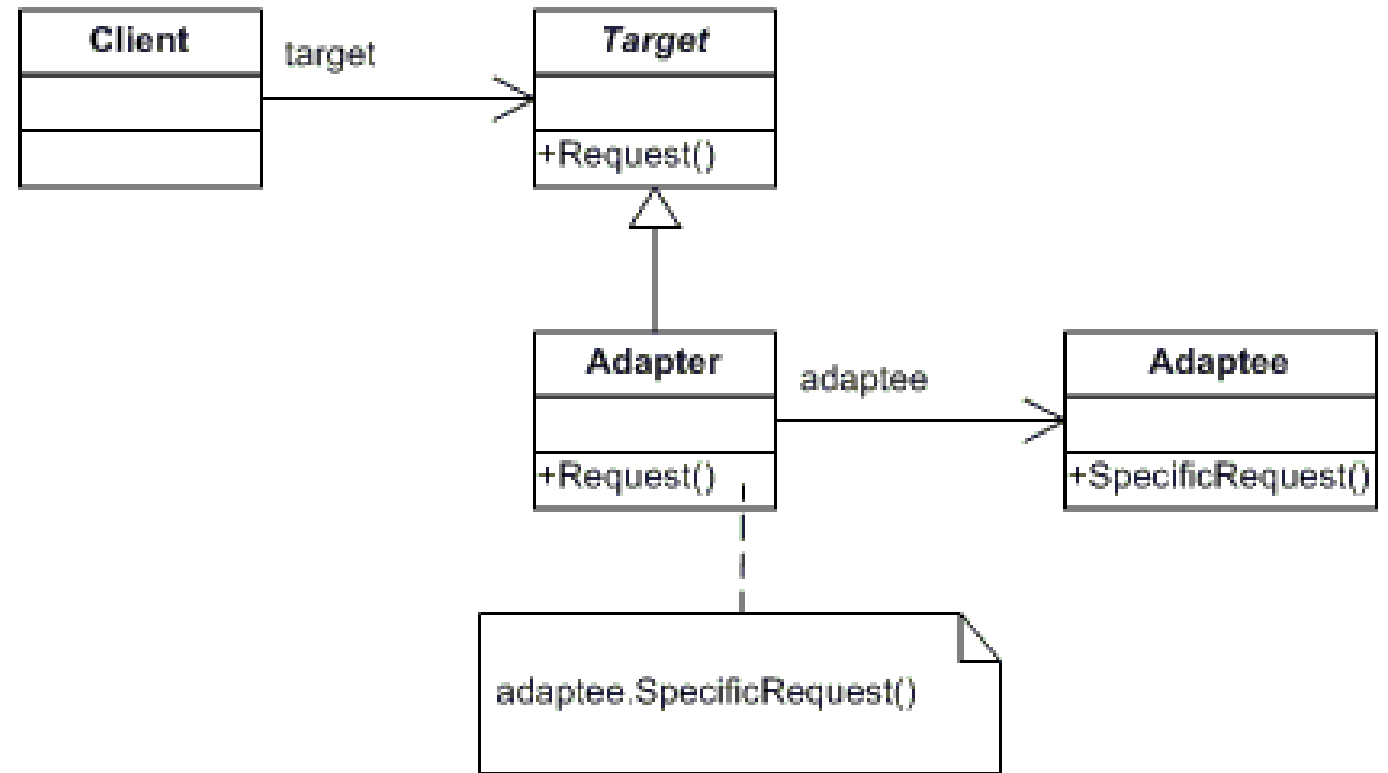 Client
target
Target
+Request()
Adapter
adaptee
Adaptee
+Request()
+SpecificRequest()
adaptee.SpecificRequest()